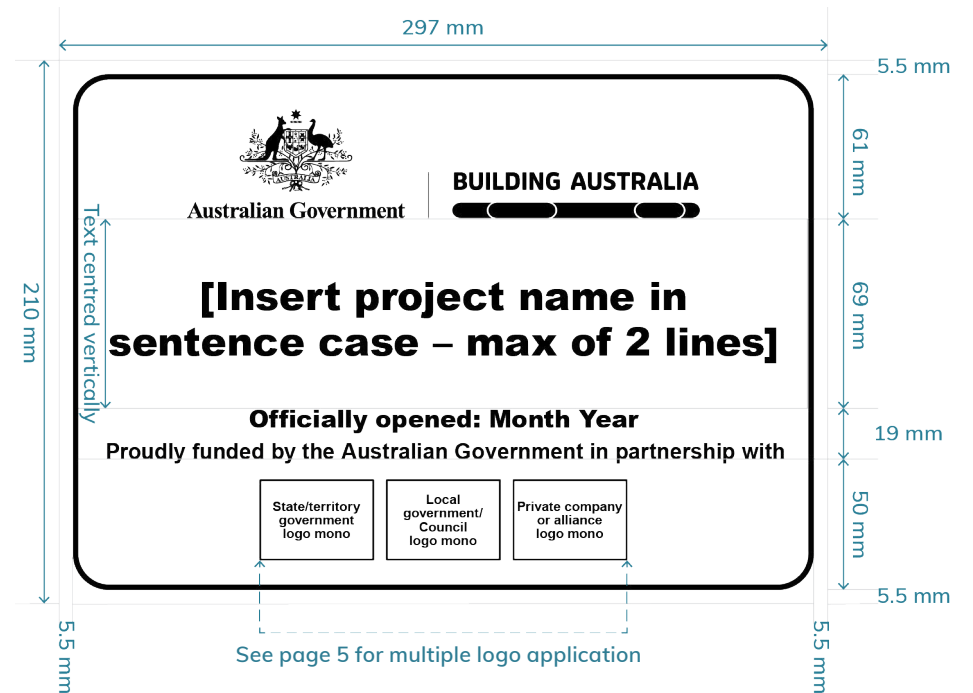 297 mm
5.5 mm
61 mm
AUSTRALIA
Australian Government
BUILDING AUSTRALIA
Text centred vertically
210 mm
69 mm
[Insert project name in
sentence case – max of 2 lines]
Officially opened: Month Year
19 mm
Proudly funded by the Australian Government in partnership with
State/territory
government
logo mono
Local
government/
Council
logo mono
Private company
or alliance
logo mono
50 mm
5.5 mm
5.5 mm
5.5 mm
See page 5 for multiple logo application